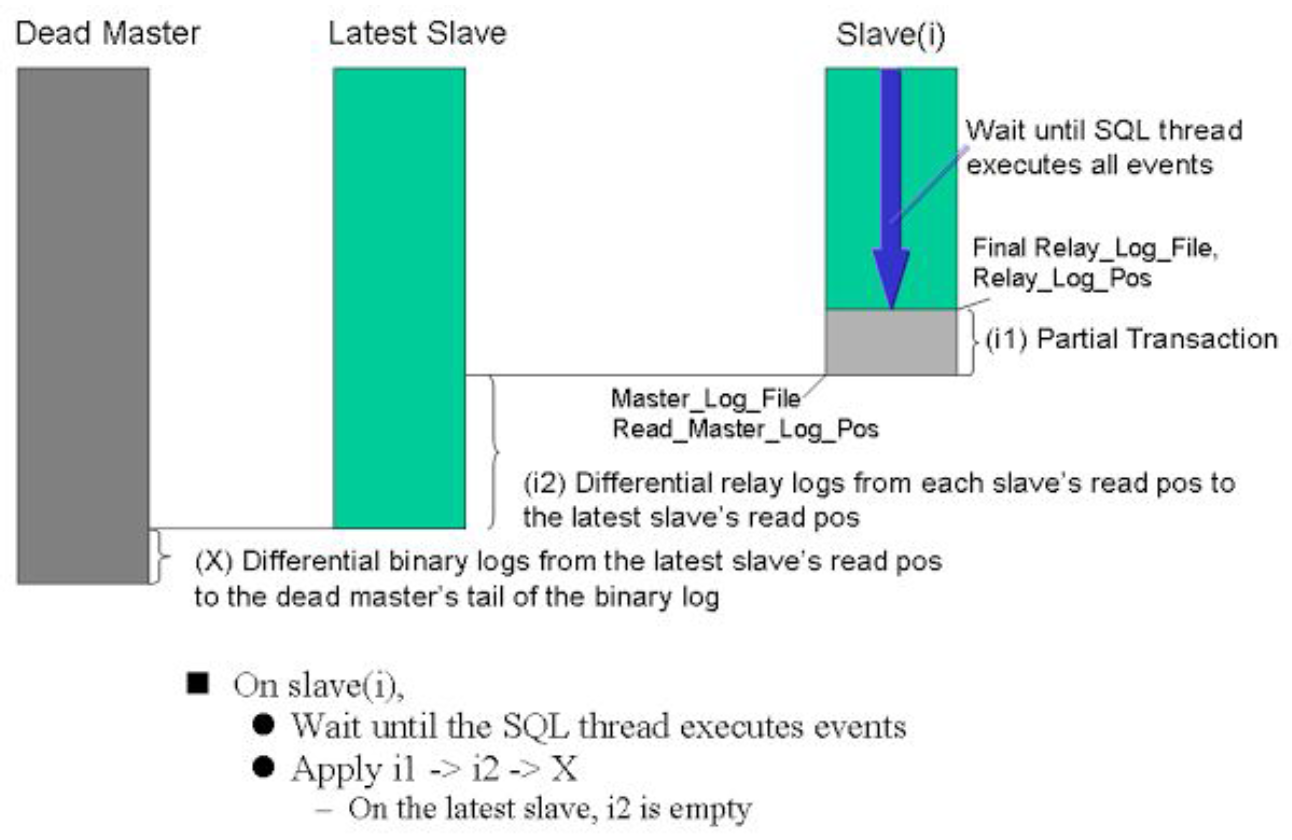 Dead Master
Latest Slave
Slave(i)
Wait until SQL thread
executes all events
Final Relay_Log_File,
Relay_Log_Pos
(i1) Partial Transaction
Master_Log_File
Read_Master_Log_Pos
(i2) Differential relay logs from each slave's read pos to
the latest slave's read pos
(X) Differential binary logs from the latest slave's read pos
to the dead master's tail of the binary log
■ On slave(i),
● Wait until the SQL thread executes events
● Apply i1 -> i2 -> X
– On the latest slave, i2 is empty